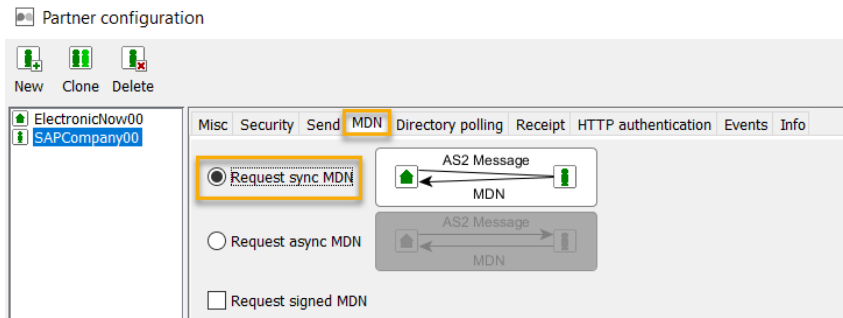 Partner configuration
New Clone Delete
ElectronicNow00
SAPCompany00
Misc Security Send MDN Directory polling Receipt HTTP authentication Events Info
Request sync MDN
AS2 Message
MDN
Request async MDN
AS2 Message
MDN
Request signed MDN